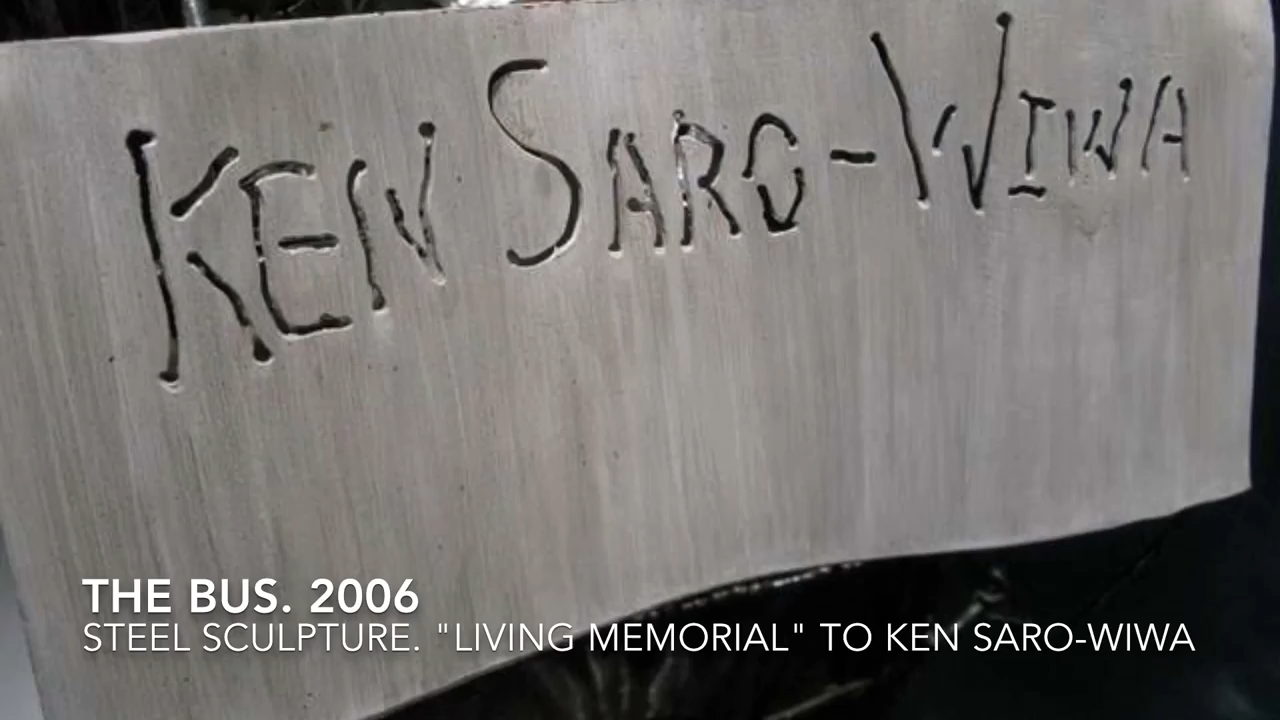 KEN SARO-WIWA
THE BUS. 2006
STEEL SCULPTURE. "LIVING MEMORIAL" TO KEN SARO-WIWA